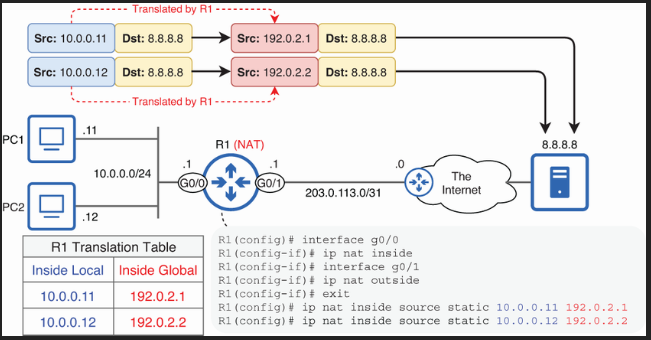 Translated by R1
Src: 10.0.0.11 Dst: 8.8.8.8 Src: 192.0.2.1 Dst: 8.8.8.8
Src: 10.0.0.12 Dst: 8.8.8.8 Src: 192.0.2.2 Dst: 8.8.8.8
Translated by R1
PC1
.11
10.0.0.0/24
PC2
.12
.1
G0/0
R1 (NAT)
.1
G0/1
203.0.113.0/31
.0
The
Internet
8.8.8.8
R1 Translation Table
Inside Local Inside Global
10.0.0.11 192.0.2.1
10.0.0.12 192.0.2.2
R1(config)# interface g0/0
R1(config-if)# ip nat inside
R1(config-if)# interface g0/1
R1(config-if)# ip nat outside
R1(config-if)# exit
R1(config)# ip nat inside source static 10.0.0.11 192.0.2.1
R1(config)# ip nat inside source static 10.0.0.12 192.0.2.2